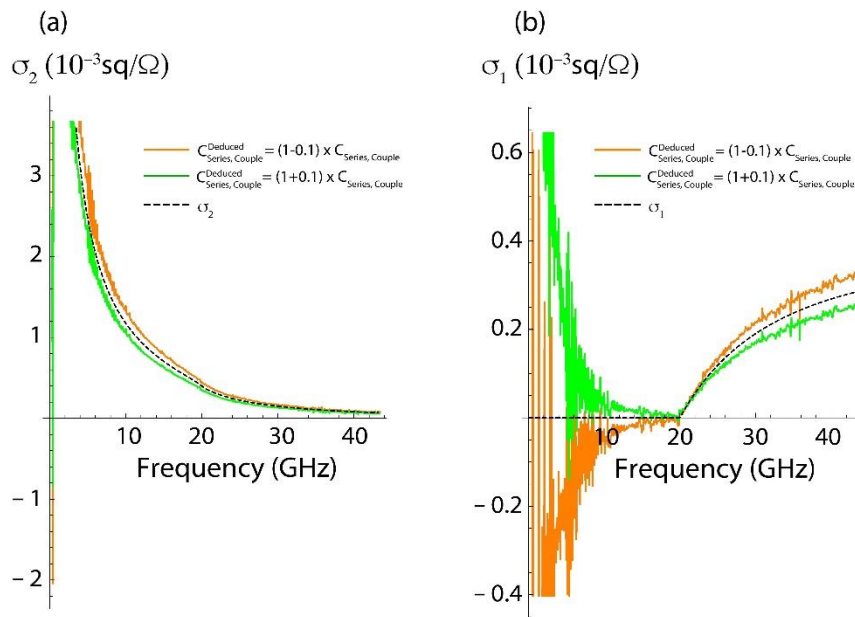 (a)
σ₂ (10⁻³sq/Ω)
C^Deduced_Series, Couple = (1-0.1) x C_Series, Couple
C^Deduced_Series, Couple = (1+0.1) x C_Series, Couple
σ₂
3
2
1
– 1
– 2
10
20
30
40
Frequency (GHz)
(b)
σ₁ (10⁻³sq/Ω)
C^Deduced_Series, Couple = (1-0.1) x C_Series, Couple
C^Deduced_Series, Couple = (1+0.1) x C_Series, Couple
σ₁
0.6
0.4
0.2
– 0.2
– 0.4
10
20
30
40
Frequency (GHz)